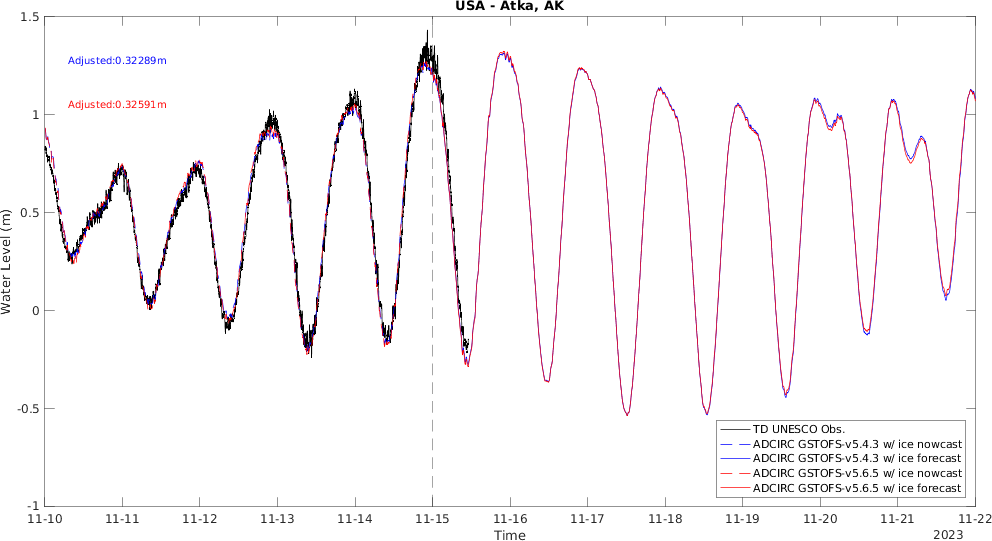 USA - Atka, AK
Adjusted:0.32289m
Adjusted:0.32591m
Water Level (m)
1.5
1
0.5
0
-0.5
-1
TD UNESCO Obs.
ADCIRC GSTOFS-v5.4.3 w/ ice nowcast
ADCIRC GSTOFS-v5.4.3 w/ ice forecast
ADCIRC GSTOFS-v5.6.5 w/ ice nowcast
ADCIRC GSTOFS-v5.6.5 w/ ice forecast
11-10 11-11 11-12 11-13 11-14 11-15 11-16 11-17 11-18 11-19 11-20 11-21 11-22
Time
2023